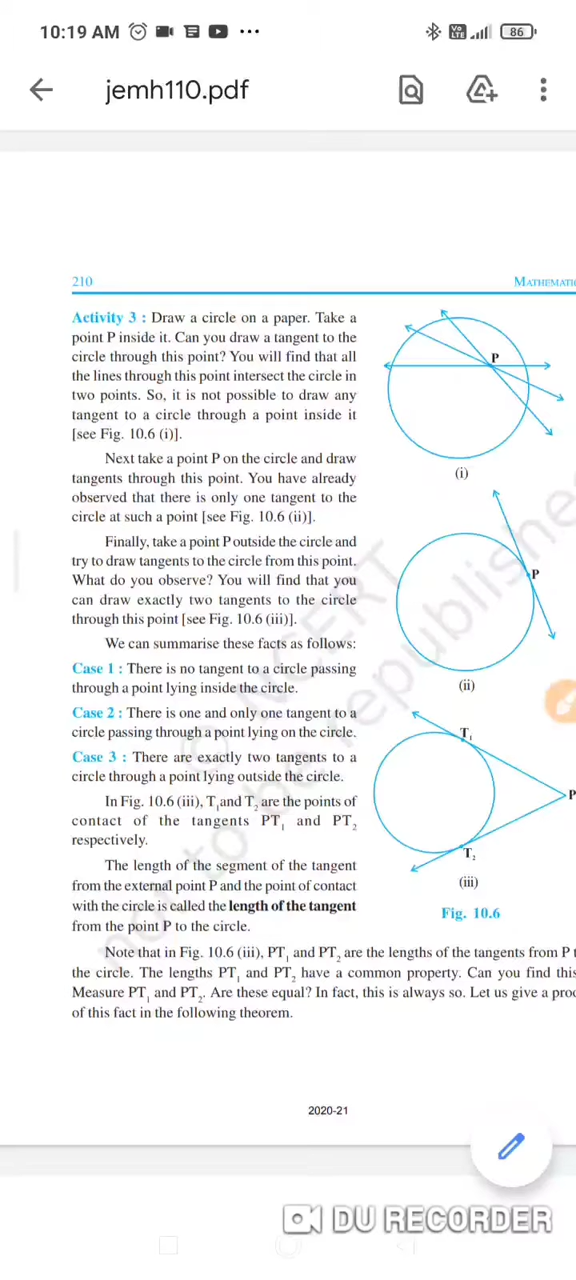 10:19 AM
Vo LTE
86
jemh110.pdf
210
MATHEMATIC
Activity 3 : Draw a circle on a paper. Take a
point P inside it. Can you draw a tangent to the
circle through this point? You will find that all
the lines through this point intersect the circle in
two points. So, it is not possible to draw any
tangent to a circle through a point inside it
[see Fig. 10.6 (i)].
Next take a point P on the circle and draw
tangents through this point. You have already
observed that there is only one tangent to the
circle at such a point [see Fig. 10.6 (ii)].
Finally, take a point P outside the circle and
try to draw tangents to the circle from this point.
What do you observe? You will find that you
can draw exactly two tangents to the circle
through this point [see Fig. 10.6 (iii)].
We can summarise these facts as follows:
Case 1 : There is no tangent to a circle passing
through a point lying inside the circle.
Case 2 : There is one and only one tangent to a
circle passing through a point lying on the circle.
Case 3 : There are exactly two tangents to a
circle through a point lying outside the circle.
In Fig. 10.6 (iii), T₁ and T₂ are the points of
contact of the tangents PT₁ and PT₂
respectively.
The length of the segment of the tangent
from the external point P and the point of contact
with the circle is called the length of the tangent
from the point P to the circle.
P
(i)
P
(ii)
T₁
P
T₂
(iii)
Fig. 10.6
Note that in Fig. 10.6 (iii), PT₁ and PT₂ are the lengths of the tangents from P t
the circle. The lengths PT₁ and PT₂ have a common property. Can you find this
Measure PT₁ and PT₂. Are these equal? In fact, this is always so. Let us give a proo
of this fact in the following theorem.
© NCERT
not to be republishe
2020-21
DU RECORDER